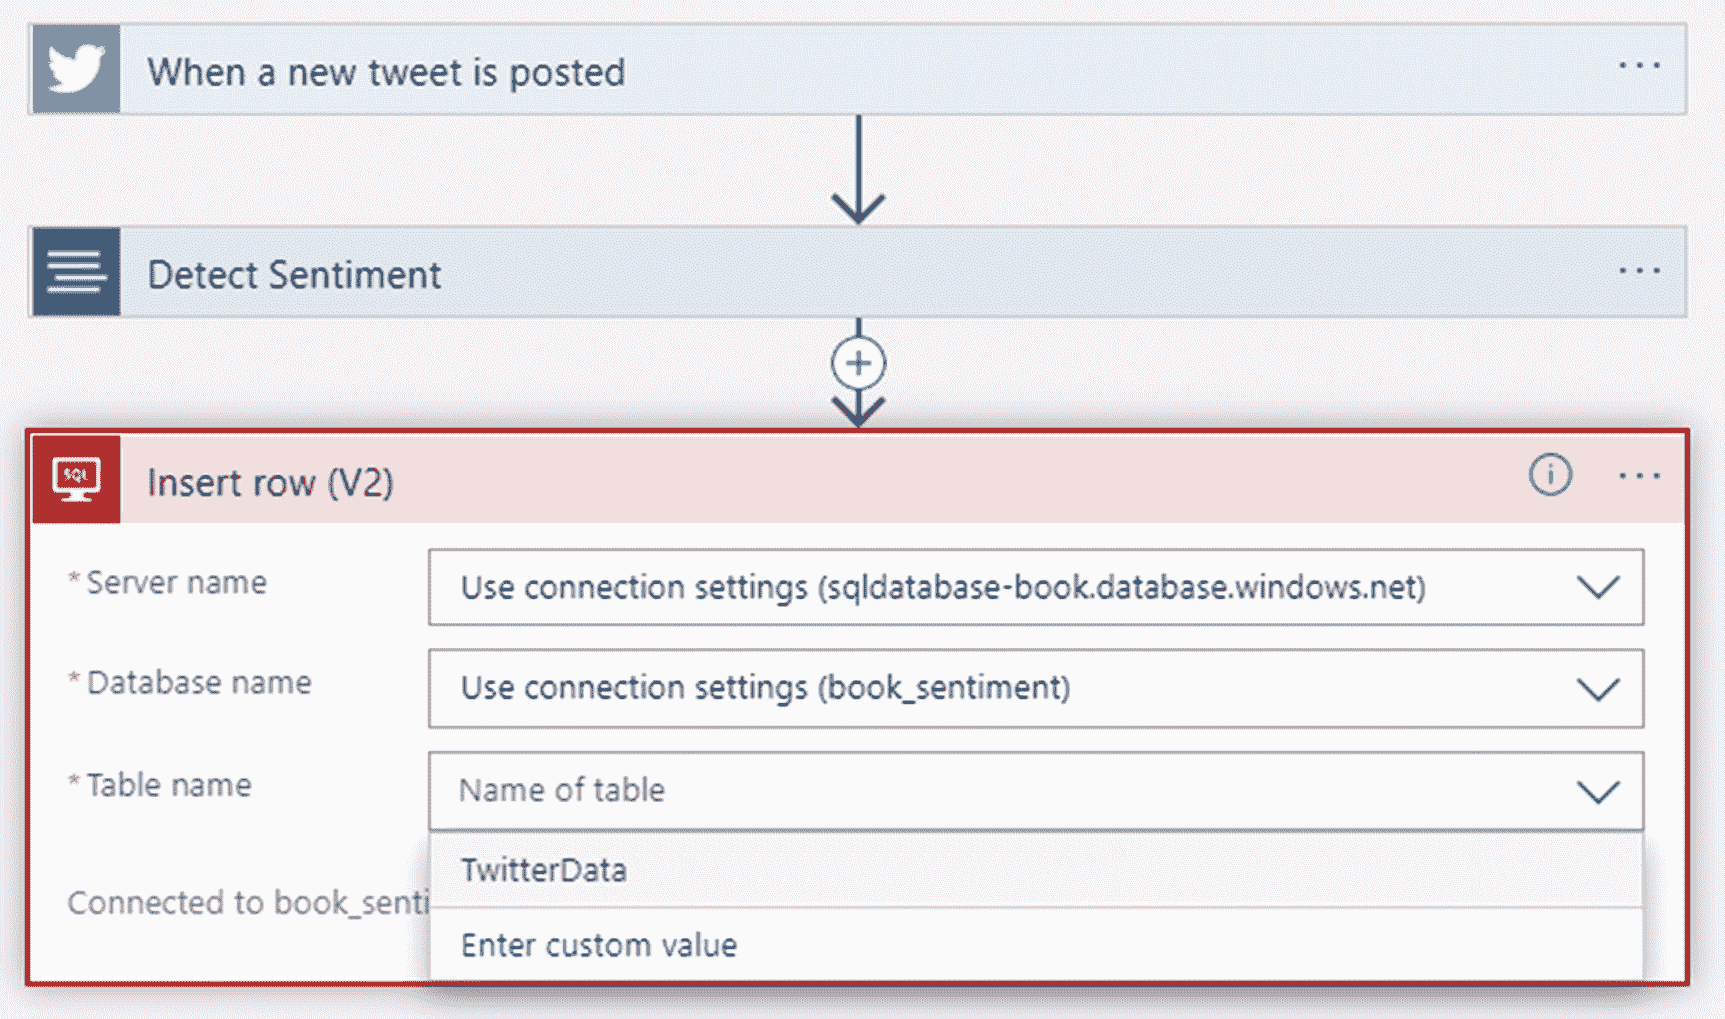 When a new tweet is posted
Detect Sentiment
SQL
Insert row (V2)
* Server name
Use connection settings (sqldatabase-book.database.windows.net)
* Database name
Use connection settings (book_sentiment)
* Table name
Name of table
TwitterData
Connected to book_senti
Enter custom value